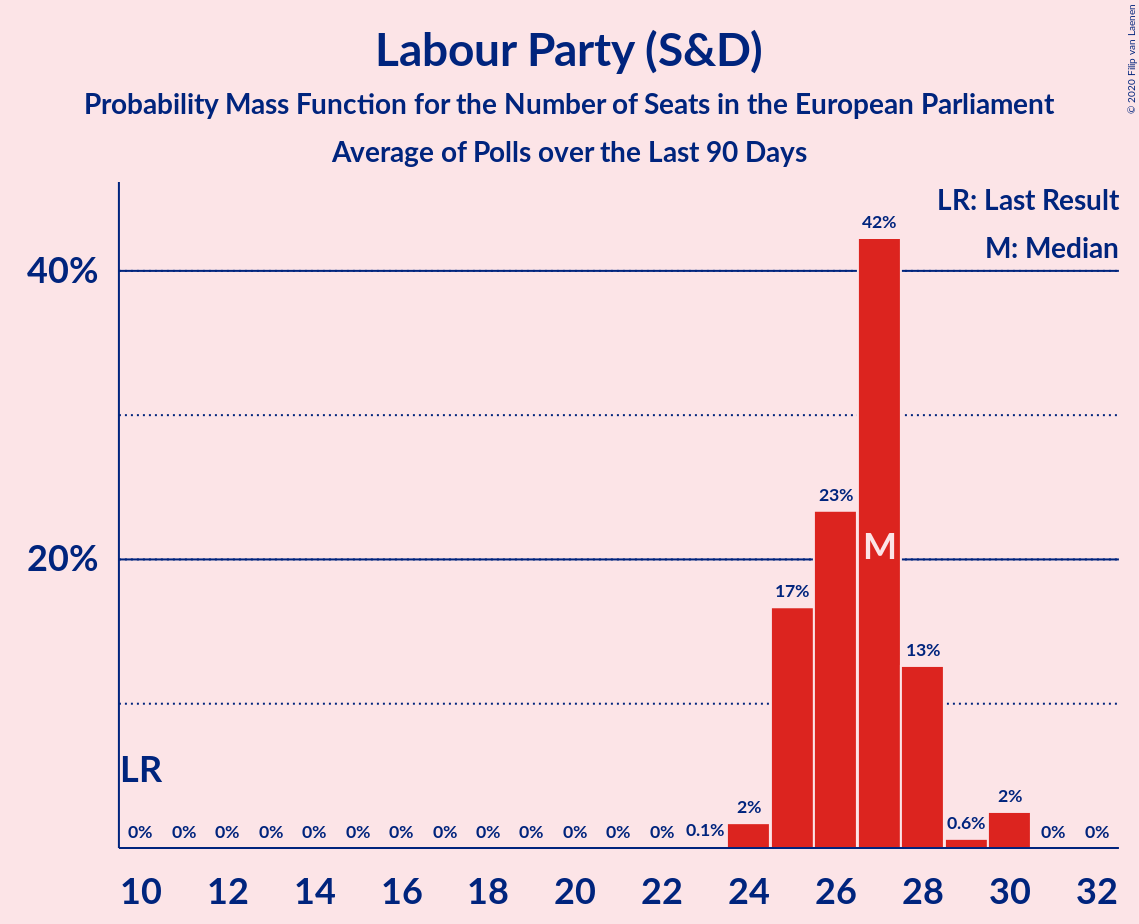 Labour Party (S&D)
Probability Mass Function for the Number of Seats in the European Parliament
Average of Polls over the Last 90 Days
© 2020 Filip van Laenen
LR: Last Result
M: Median
40%
20%
42%
23%
M
17%
13%
LR
0% 0% 0% 0% 0% 0% 0% 0% 0% 0% 0% 0% 0% 0.1% 2% 0.6% 2% 0% 0%
10 12 14 16 18 20 22 24 26 28 30 32